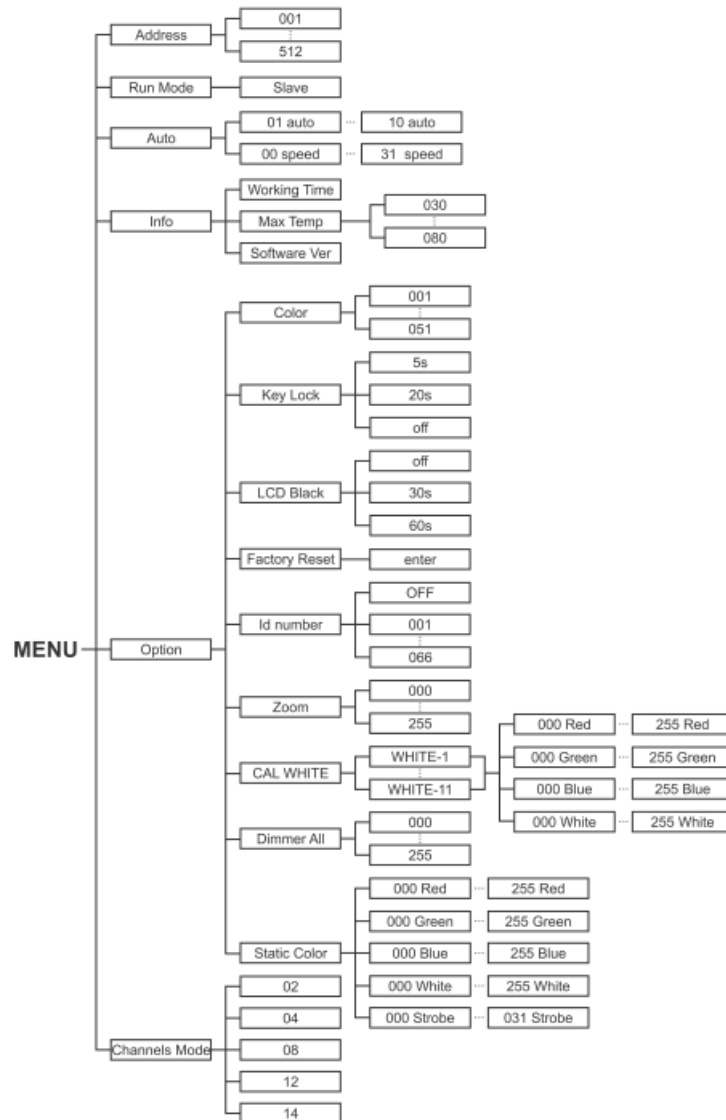 001
Address
512
Run Mode Slave
01 auto ··· 10 auto
Auto
00 speed ··· 31 speed
Working Time
030
Info Max Temp
080
Software Ver
001
Color
051
5s
Key Lock 20s
off
off
LCD Black 30s
60s
Factory Reset enter
OFF
Id number 001
MENU Option 066
000
Zoom
255
000 Red ··· 255 Red
WHITE-1 000 Green ··· 255 Green
CAL WHITE
WHITE-11 000 Blue ··· 255 Blue
000 White ··· 255 White
000
Dimmer All
255
000 Red ··· 255 Red
000 Green ··· 255 Green
Static Color 000 Blue ··· 255 Blue
02 000 White ··· 255 White
04 000 Strobe ··· 031 Strobe
Channels Mode 08
12
14